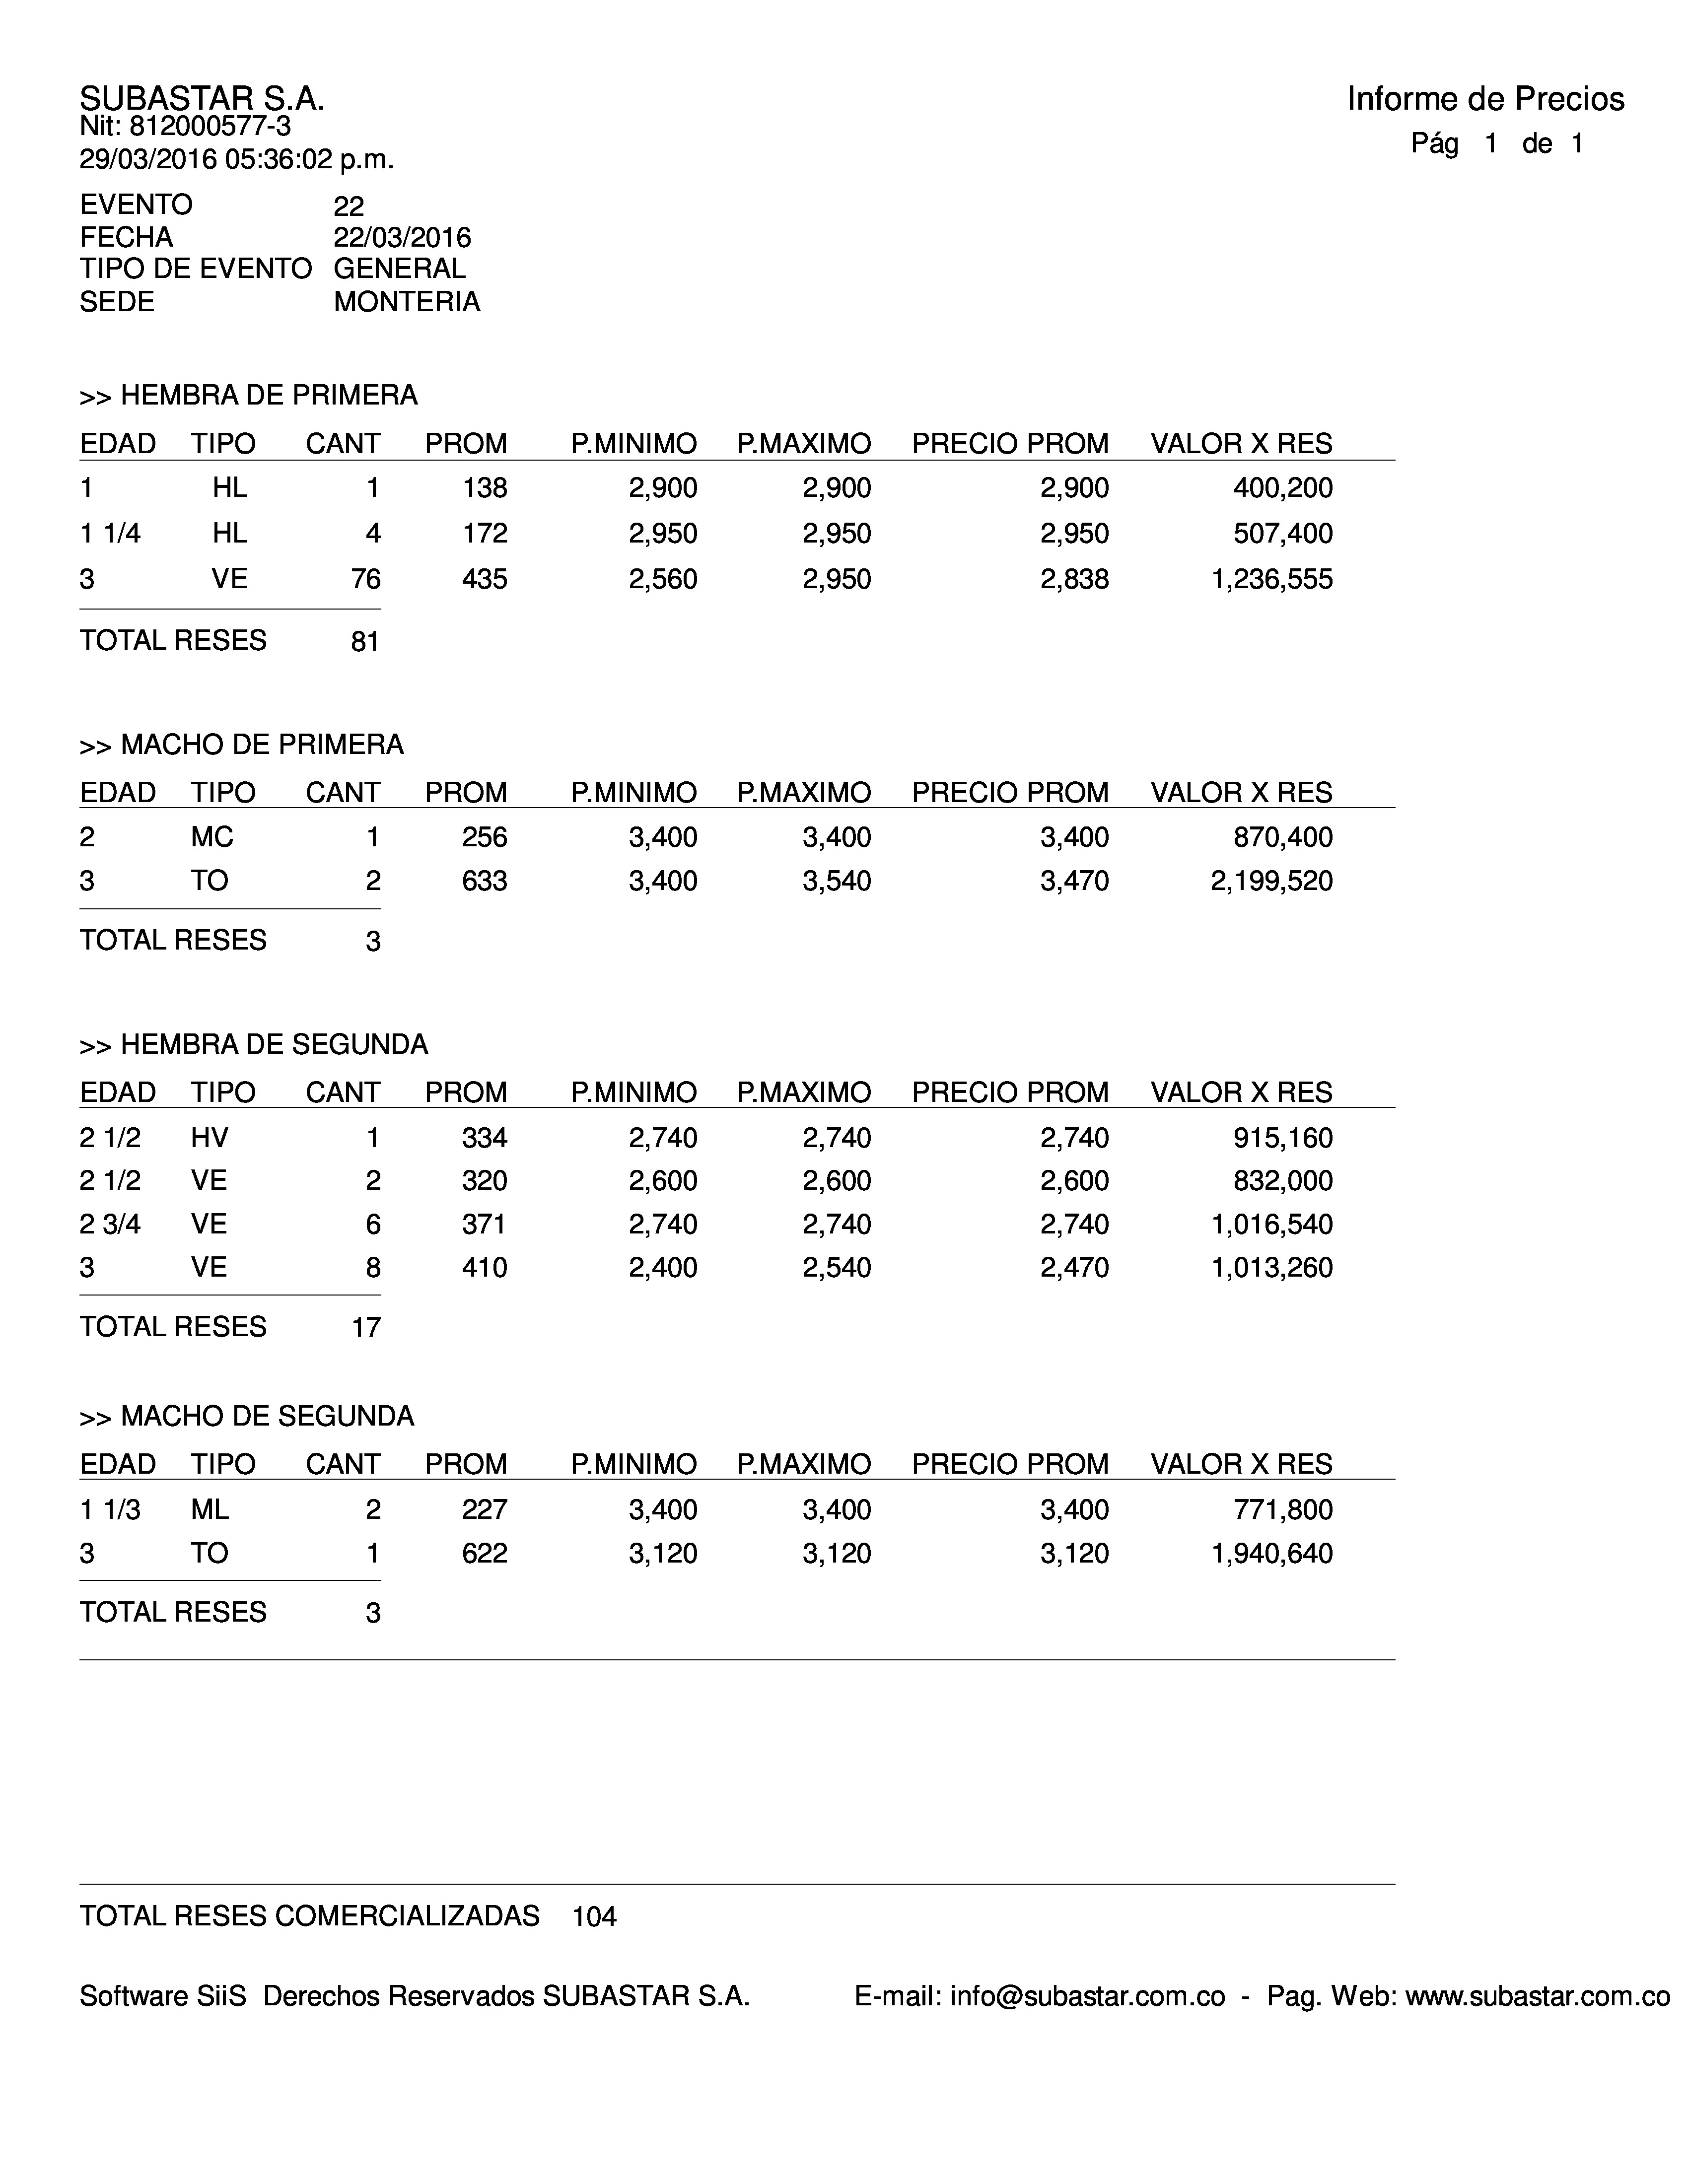 SUBASTAR S.A.
Informe de Precios
Nit: 812000577-3
Pág 1 de 1
29/03/2016 05:36:02 p.m.
EVENTO 22
FECHA 22/03/2016
TIPO DE EVENTO GENERAL
SEDE MONTERIA
>> HEMBRA DE PRIMERA
EDAD TIPO CANT PROM P.MINIMO P.MAXIMO PRECIO PROM VALOR X RES
1 HL 1 138 2,900 2,900 2,900 400,200
1 1/4 HL 4 172 2,950 2,950 2,950 507,400
3 VE 76 435 2,560 2,950 2,838 1,236,555
TOTAL RESES 81
>> MACHO DE PRIMERA
EDAD TIPO CANT PROM P.MINIMO P.MAXIMO PRECIO PROM VALOR X RES
2 MC 1 256 3,400 3,400 3,400 870,400
3 TO 2 633 3,400 3,540 3,470 2,199,520
TOTAL RESES 3
>> HEMBRA DE SEGUNDA
EDAD TIPO CANT PROM P.MINIMO P.MAXIMO PRECIO PROM VALOR X RES
2 1/2 HV 1 334 2,740 2,740 2,740 915,160
2 1/2 VE 2 320 2,600 2,600 2,600 832,000
2 3/4 VE 6 371 2,740 2,740 2,740 1,016,540
3 VE 8 410 2,400 2,540 2,470 1,013,260
TOTAL RESES 17
>> MACHO DE SEGUNDA
EDAD TIPO CANT PROM P.MINIMO P.MAXIMO PRECIO PROM VALOR X RES
1 1/3 ML 2 227 3,400 3,400 3,400 771,800
3 TO 1 622 3,120 3,120 3,120 1,940,640
TOTAL RESES 3
TOTAL RESES COMERCIALIZADAS 104
Software SiiS Derechos Reservados SUBASTAR S.A. E-mail: info@subastar.com.co - Pag. Web: www.subastar.com.co